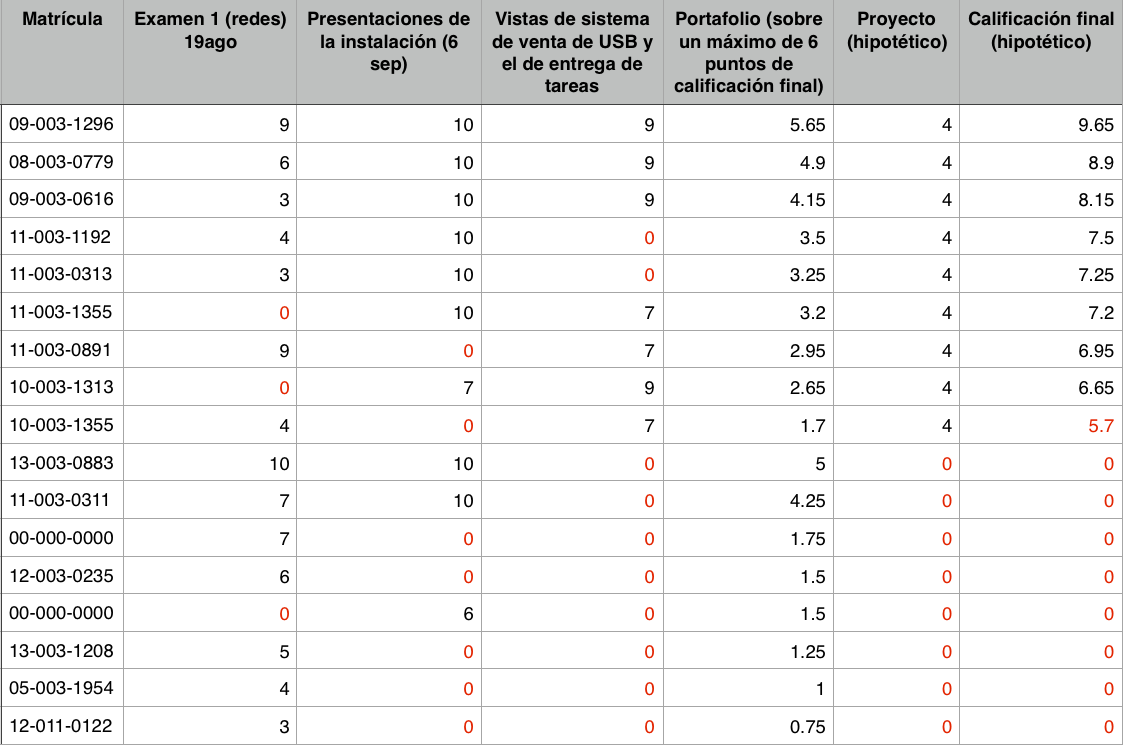 Matrícula Examen 1 (redes) 19ago Presentaciones de la instalación (6 sep) Vistas de sistema de venta de USB y el de entrega de tareas Portafolio (sobre un máximo de 6 puntos de calificación final) Proyecto (hipotético) Calificación final (hipotético)
09-003-1296 9 10 9 5.65 4 9.65
08-003-0779 6 10 9 4.9 4 8.9
09-003-0616 3 10 9 4.15 4 8.15
11-003-1192 4 10 0 3.5 4 7.5
11-003-0313 3 10 0 3.25 4 7.25
11-003-1355 0 10 7 3.2 4 7.2
11-003-0891 9 0 7 2.95 4 6.95
10-003-1313 0 7 9 2.65 4 6.65
10-003-1355 4 0 7 1.7 4 5.7
13-003-0883 10 10 0 5 0 0
11-003-0311 7 10 0 4.25 0 0
00-000-0000 7 0 0 1.75 0 0
12-003-0235 6 0 0 1.5 0 0
00-000-0000 0 6 0 1.5 0 0
13-003-1208 5 0 0 1.25 0 0
05-003-1954 4 0 0 1 0 0
12-011-0122 3 0 0 0.75 0 0